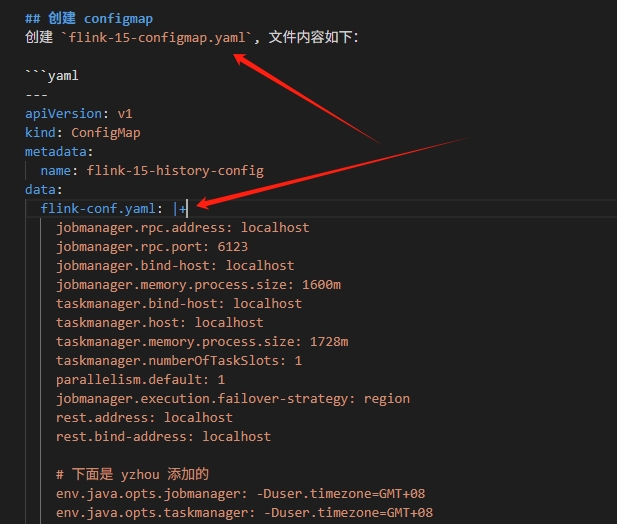 ## 创建 configmap
创建 `flink-15-configmap.yaml`, 文件内容如下:
```yaml
---
apiVersion: v1
kind: ConfigMap
metadata:
  name: flink-15-history-config
data:
  flink-conf.yaml: |+
    jobmanager.rpc.address: localhost
    jobmanager.rpc.port: 6123
    jobmanager.bind-host: localhost
    jobmanager.memory.process.size: 1600m
    taskmanager.bind-host: localhost
    taskmanager.host: localhost
    taskmanager.memory.process.size: 1728m
    taskmanager.numberOfTaskSlots: 1
    parallelism.default: 1
    jobmanager.execution.failover-strategy: region
    rest.address: localhost
    rest.bind-address: localhost
    # 下面是 yzhou 添加的
    env.java.opts.jobmanager: -Duser.timezone=GMT+08
    env.java.opts.taskmanager: -Duser.timezone=GMT+08